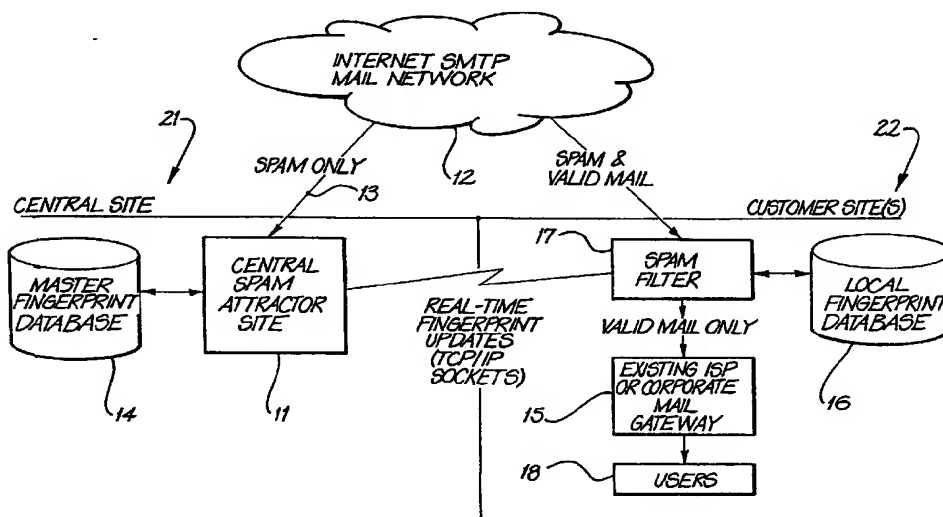 INTERNET SMTP
MAIL NETWORK
21
22
SPAM ONLY
13
12
SPAM &
VALID MAIL
CENTRAL SITE
CUSTOMER SITE(S)
17
MASTER
FINGERPRINT
DATABASE
CENTRAL
SPAM
ATTRACTOR
SITE
REAL-TIME
FINGERPRINT
UPDATES
(TCP/IP
SOCKETS)
SPAM
FILTER
LOCAL
FINGERPRINT
DATABASE
VALID MAIL ONLY
14
11
15
EXISTING ISP
OR CORPORATE
MAIL
GATEWAY
16
18
USERS